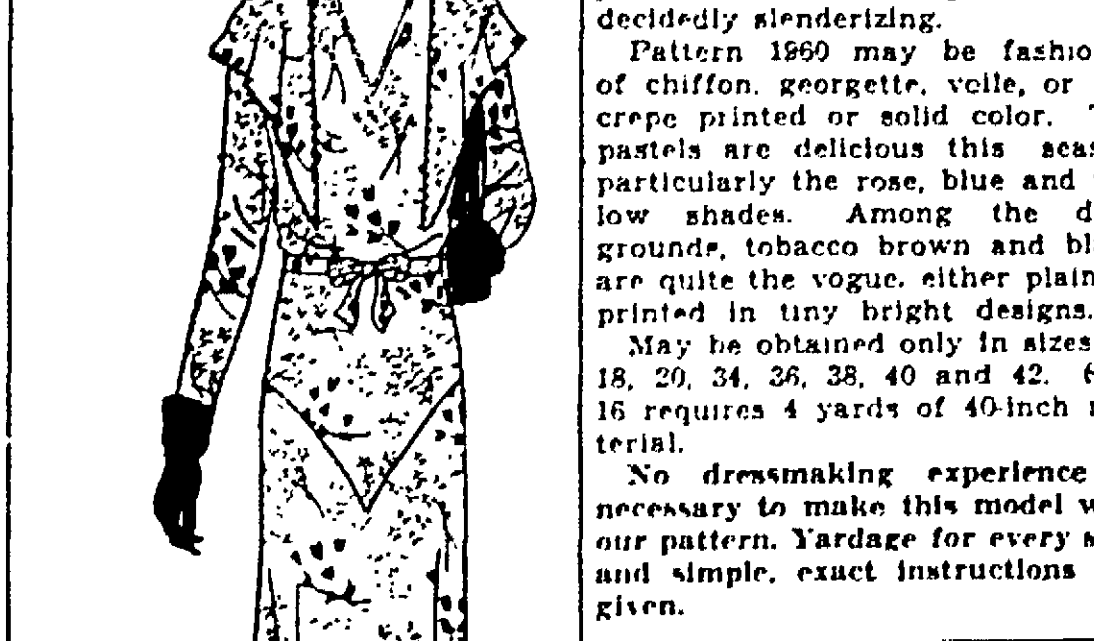 decidedly slenderizing.
Pattern 1960 may be fashio
of chiffon, georgette, voile, or
crepe printed or solid color. T
pastels are delicious this seas
particularly the rose, blue and
low shades. Among the d
grounds, tobacco brown and bl
are quite the vogue, either plain
printed in tiny bright designs.
May be obtained only in sizes
18, 20, 34, 36, 38, 40 and 42.
16 requires 4 yards of 40-inch
terial.
No dressmaking experience
necessary to make this model w
our pattern. Yardage for every s
and simple, exact instructions
given.